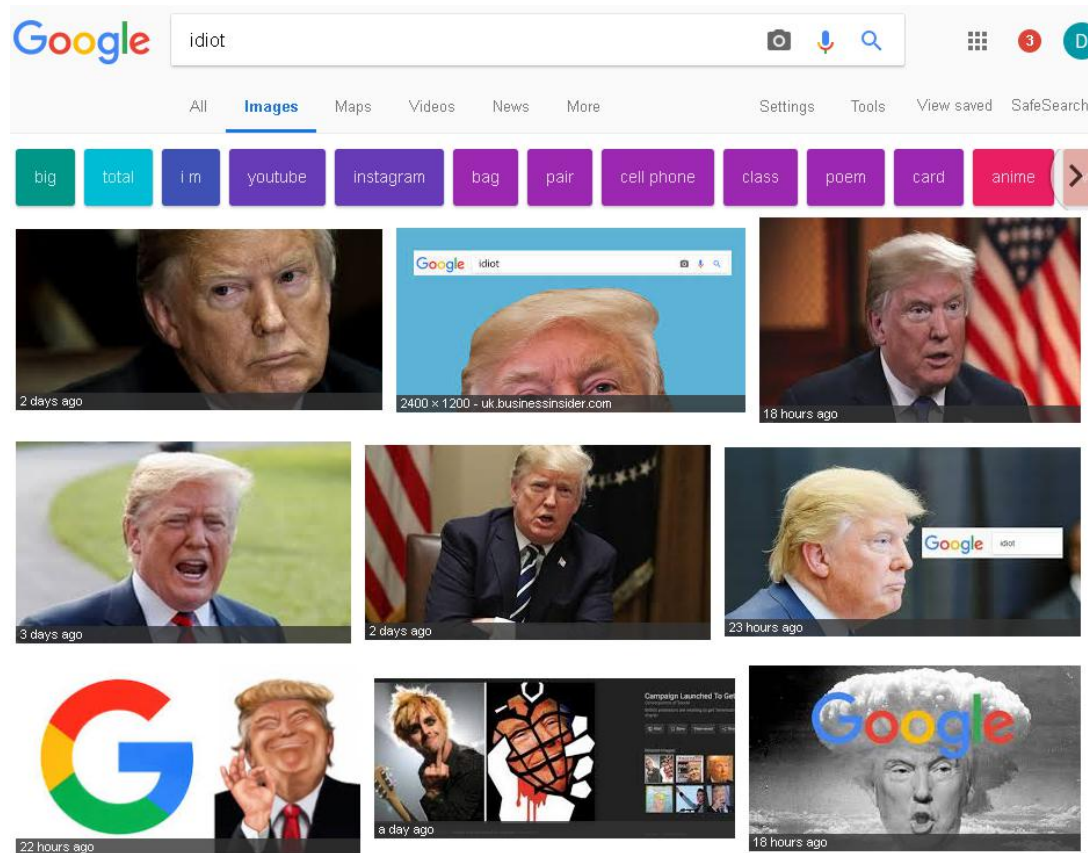 Google idiot 3 D
All Images Maps Videos News More Settings Tools View saved SafeSearch
big total i m youtube instagram bag pair cell phone class poem card anime
Google idiot
2 days ago
2400 × 1200 - uk.businessinsider.com
18 hours ago
Google idiot
3 days ago
2 days ago
23 hours ago
Campaign Launched To Get
22 hours ago
a day ago
Google
18 hours ago